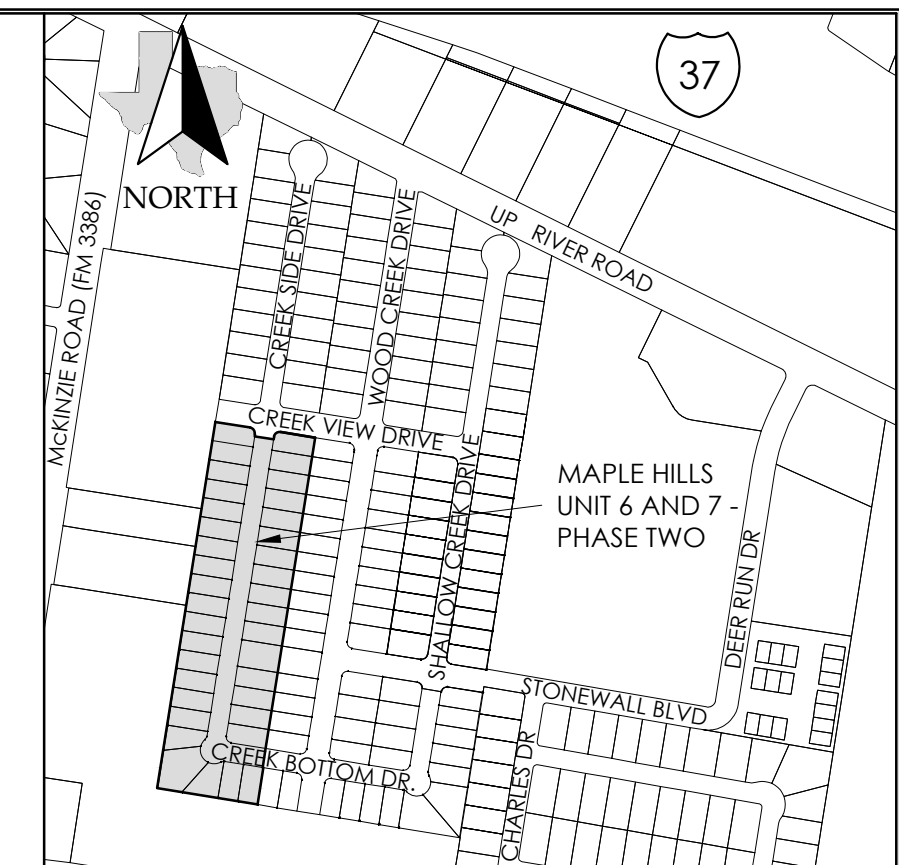 37
NORTH
McKINZIE ROAD (FM 3386)
CREEK SIDE DRIVE
WOOD CREEK DRIVE
UP RIVER ROAD
CREEK VIEW DRIVE
SHALLOW CREEK DRIVE
MAPLE HILLS
UNIT 6 AND 7 -
PHASE TWO
DEER RUN DR
STONEWALL BLVD
CREEK BOTTOM DR.
CHARLES DR